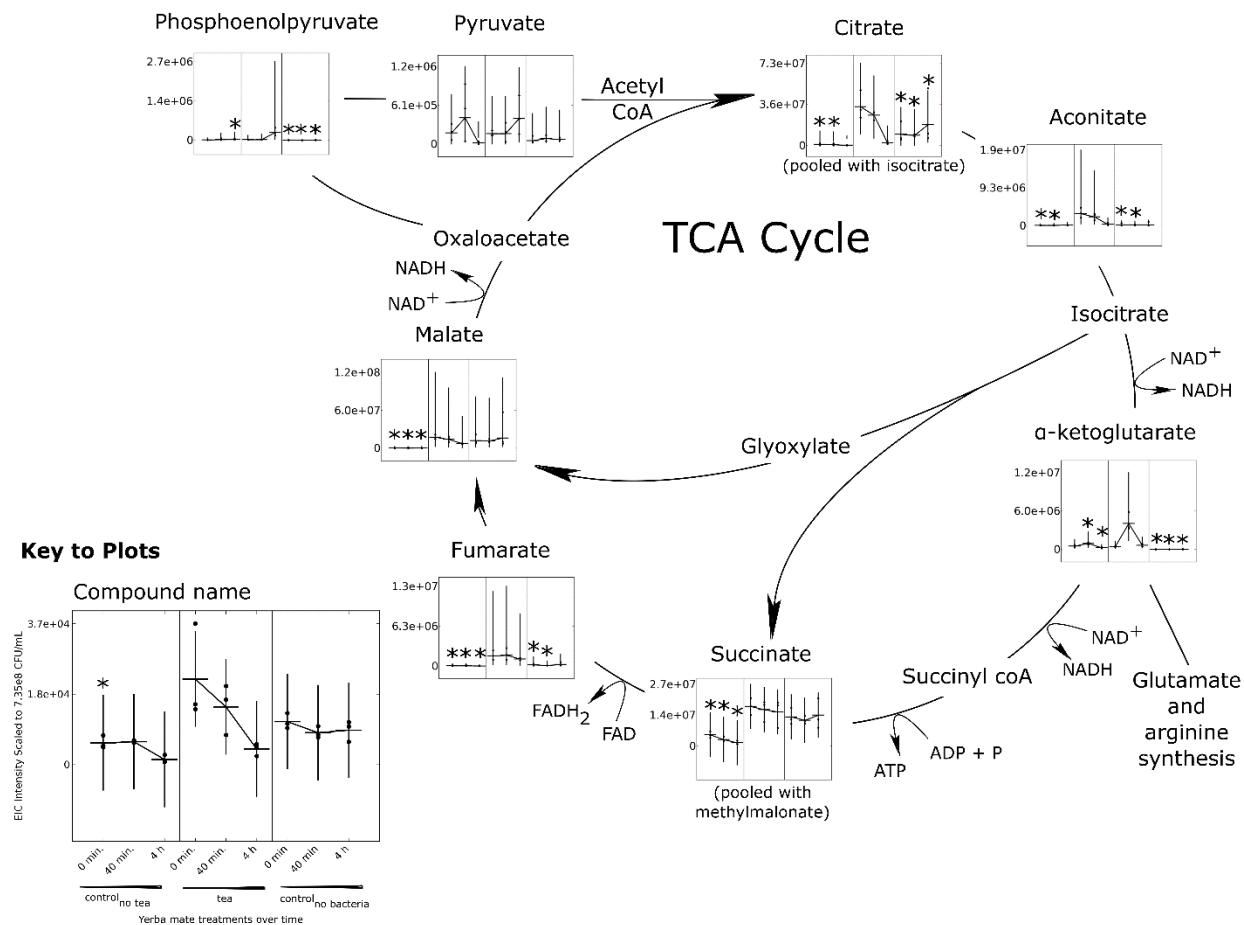 Phosphoenolpyruvate
2.7e+06
1.4e+06
0
*
***
Pyruvate
1.2e+06
6.1e+05
0
Acetyl
CoA
Citrate
7.3e+07
3.6e+07
0
**
***
(pooled with isocitrate)
Aconitate
1.9e+07
9.3e+06
0
**
**
Oxaloacetate
TCA Cycle
NADH
NAD+
Malate
1.2e+08
6.0e+07
0
***
Isocitrate
NAD+
NADH
Glyoxylate
α-ketoglutarate
1.2e+07
6.0e+06
0
**
***
Fumarate
1.3e+07
6.3e+06
0
***
**
Succinate
2.7e+07
1.4e+07
0
***
(pooled with
methylmalonate)
FADH2
FAD
Succinyl coA
NAD+
NADH
ATP
ADP + P
Glutamate
and
arginine
synthesis
Key to Plots
Compound name
EIC Intensity Scaled to 7.35e8 CFU/mL
3.7e+04
1.8e+04
0
*
0 min.
40 min.
4 h
0 min.
40 min.
4 h
0 min
40 min.
4 h
control no tea
tea
control no bacteria
Yerba mate treatments over time